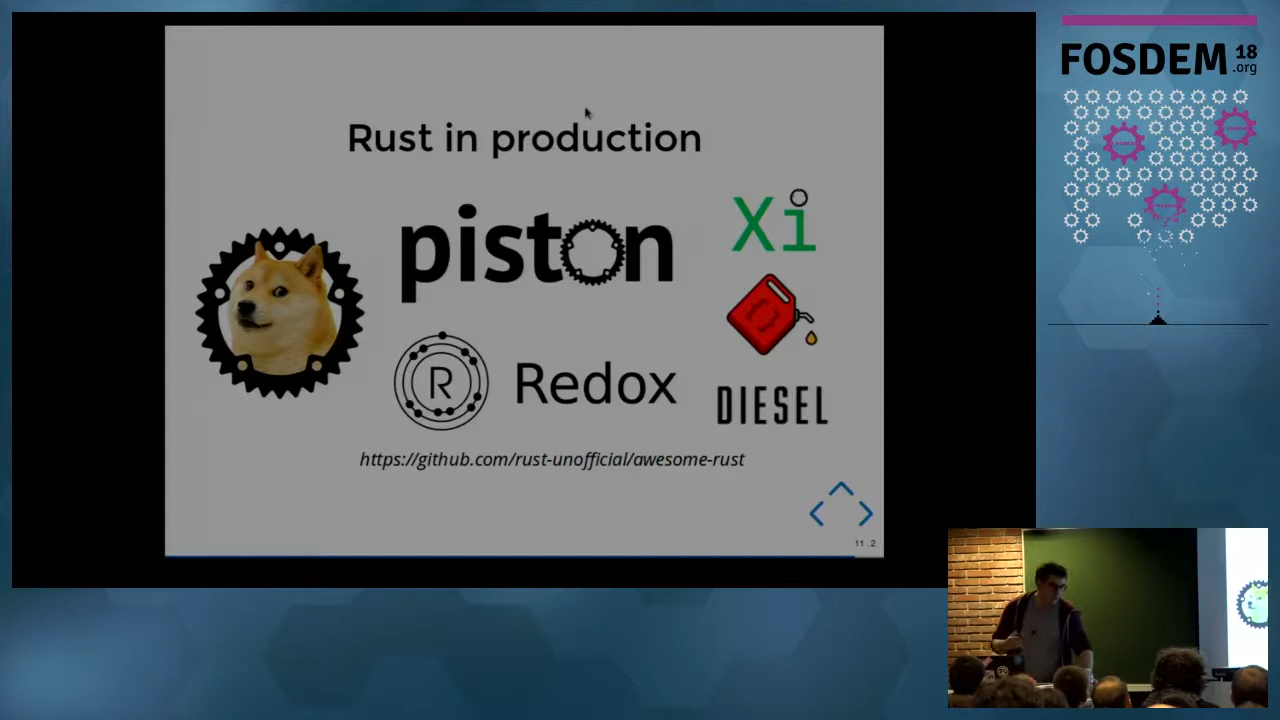 FOSDEM 18
.org
Rust in production
piston
Xi
R Redox
DIESEL
https://github.com/rust-unofficial/awesome-rust
11.2